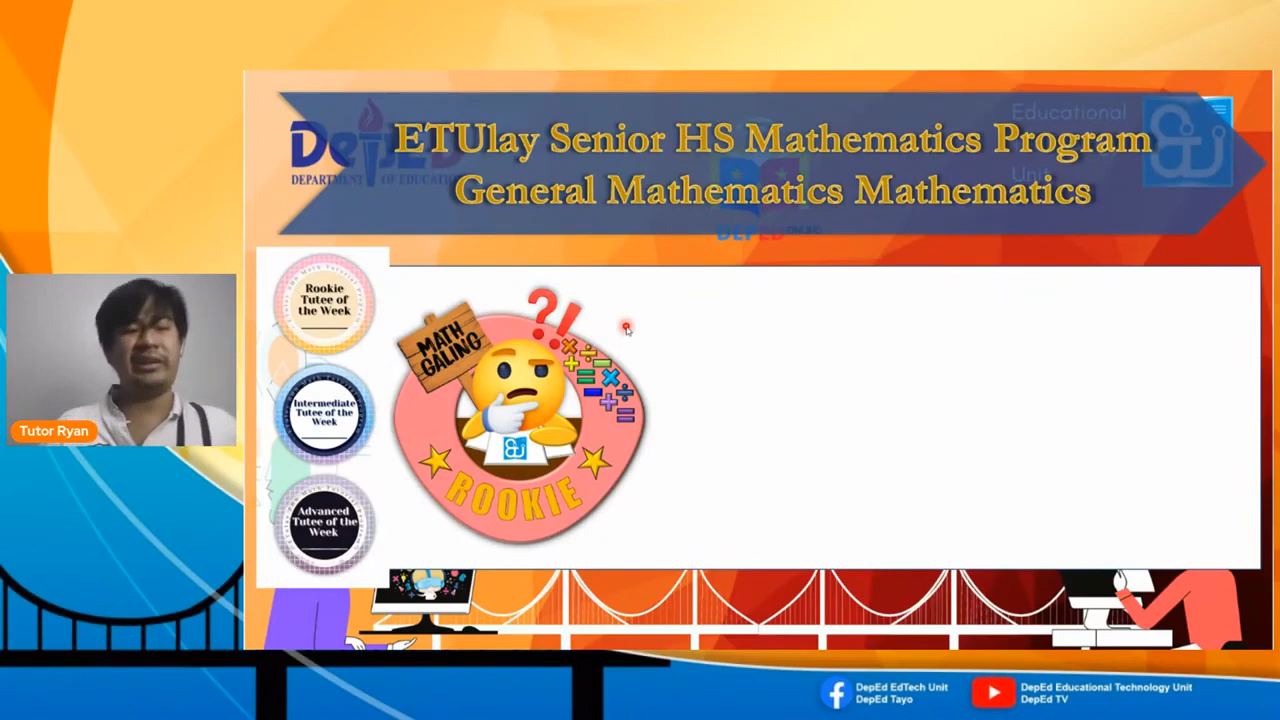 ETUlay Senior HS Mathematics Program
General Mathematics Mathematics
DepED
DEPARTMENT OF EDUCATION
Educational
Unit
DEPED
Rookie
Tutee of
the Week
Intermediate
Tutee of the
Week
Advanced
Tutee of the
Week
MATH
GALING
?!
ROOKIE
Tutor Ryan
DepEd EdTech Unit
DepEd Tayo
DepEd Educational Technology Unit
DepEd TV